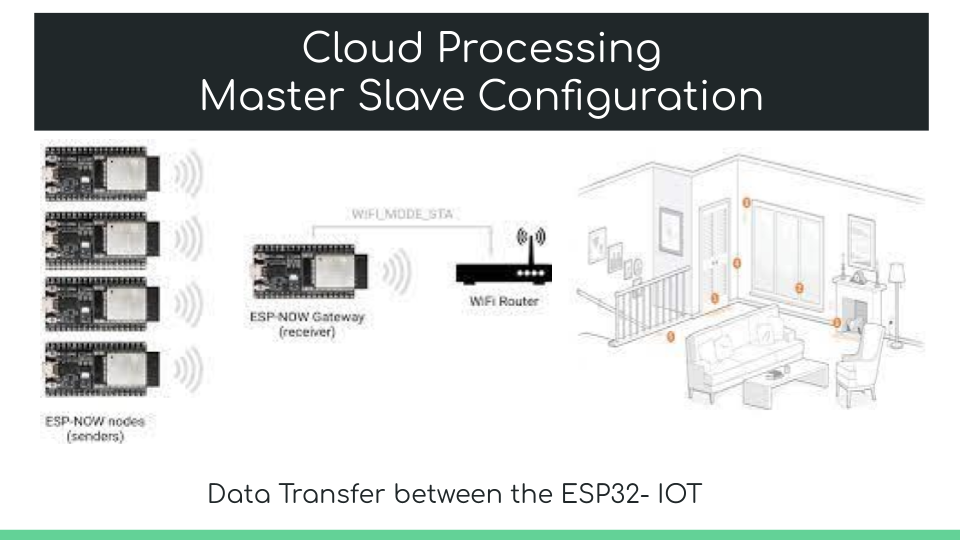 Cloud Processing
Master Slave Configuration
WIFI_MODE_STA
ESP-NOW Gateway
(receiver)
WiFi Router
ESP-NOW nodes
(senders)
Data Transfer between the ESP32- IOT